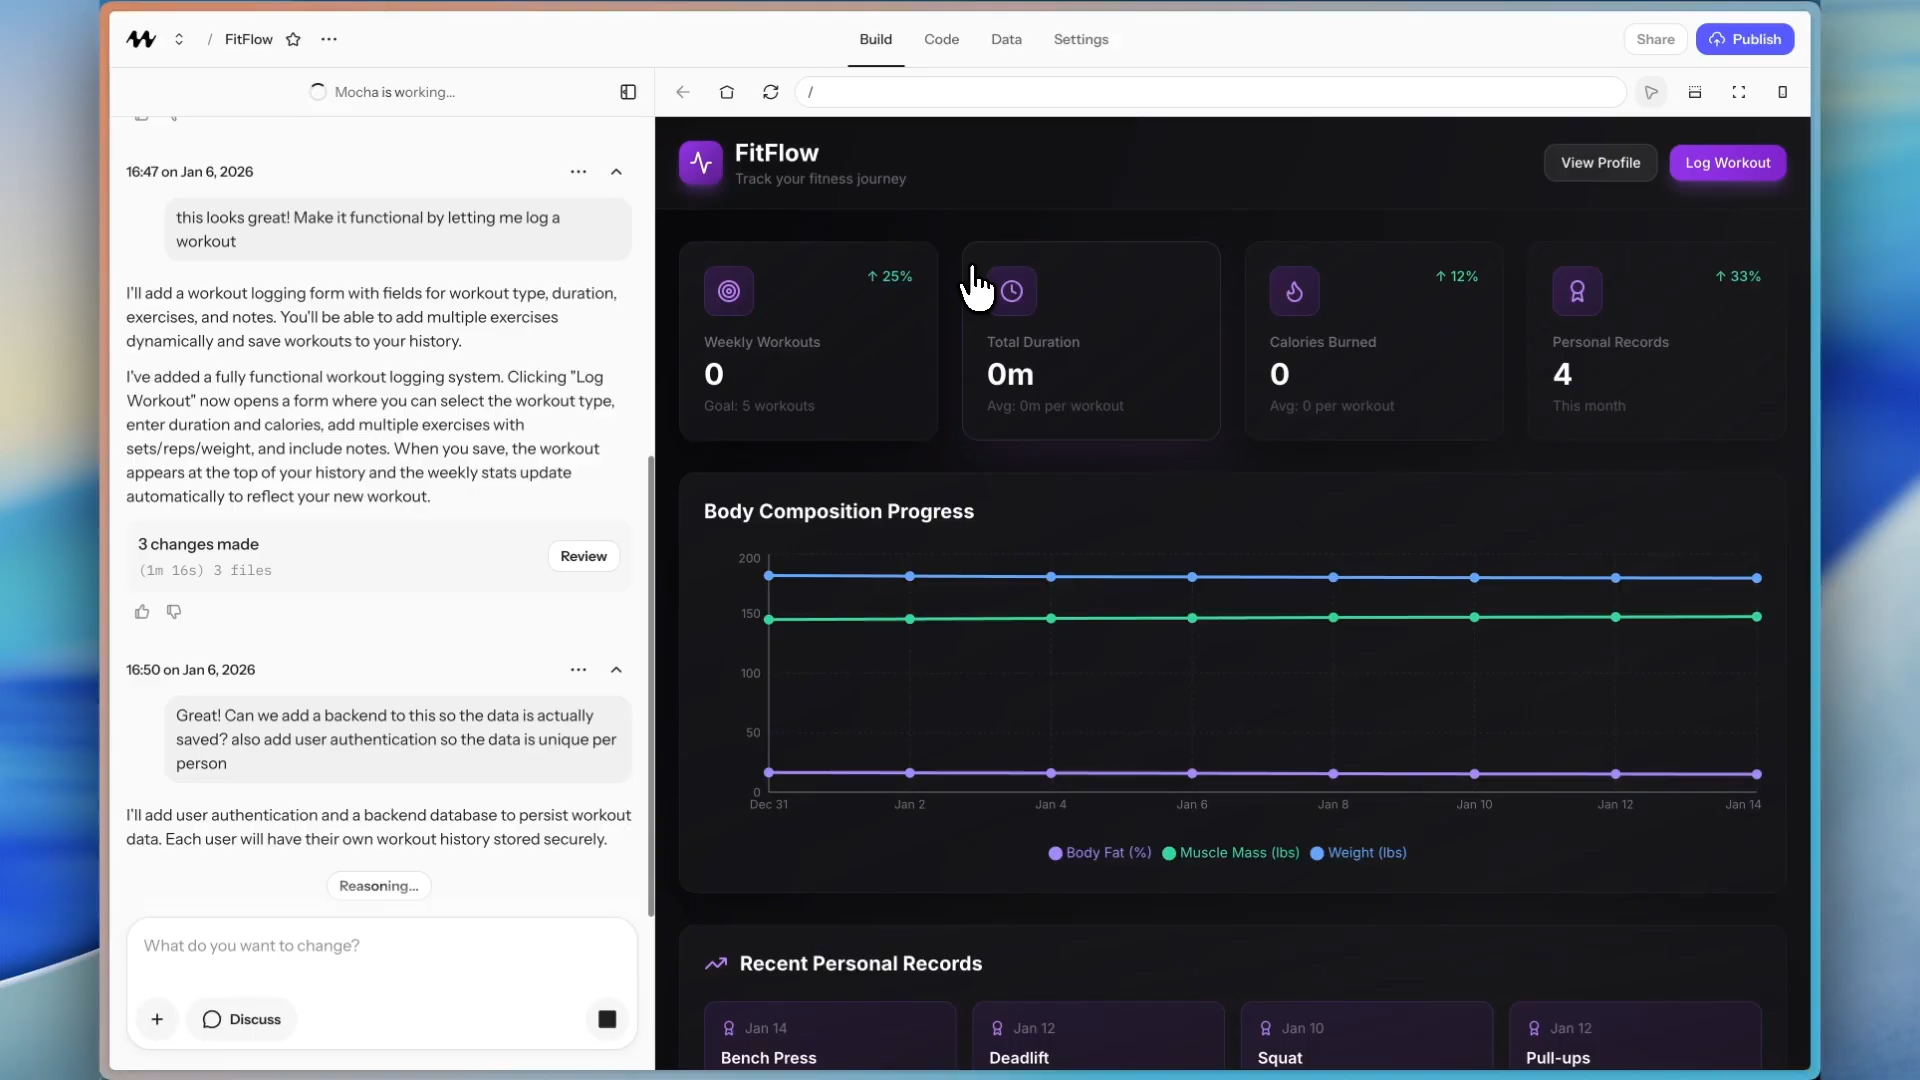 / FitFlow
Build Code Data Settings
Share Publish
Mocha is working...
/
16:47 on Jan 6, 2026
this looks great! Make it functional by letting me log a
workout
I'll add a workout logging form with fields for workout type, duration,
exercises, and notes. You'll be able to add multiple exercises
dynamically and save workouts to your history.
I've added a fully functional workout logging system. Clicking "Log
Workout" now opens a form where you can select the workout type,
enter duration and calories, add multiple exercises with
sets/reps/weight, and include notes. When you save, the workout
appears at the top of your history and the weekly stats update
automatically to reflect your new workout.
3 changes made
(1m 16s) 3 files
Review
16:50 on Jan 6, 2026
Great! Can we add a backend to this so the data is actually
saved? also add user authentication so the data is unique per
person
I'll add user authentication and a backend database to persist workout
data. Each user will have their own workout history stored securely.
Reasoning...
What do you want to change?
+ Discuss
FitFlow
Track your fitness journey
View Profile Log Workout
↑ 25%
Weekly Workouts
0
Goal: 5 workouts
Total Duration
0m
Avg: 0m per workout
↑ 12%
Calories Burned
0
Avg: 0 per workout
↑ 33%
Personal Records
4
This month
Body Composition Progress
200
150
100
50
0
Dec 31 Jan 2 Jan 4 Jan 6 Jan 8 Jan 10 Jan 12 Jan 14
Body Fat (%) Muscle Mass (lbs) Weight (lbs)
Recent Personal Records
Jan 14
Bench Press
Jan 12
Deadlift
Jan 10
Squat
Jan 12
Pull-ups